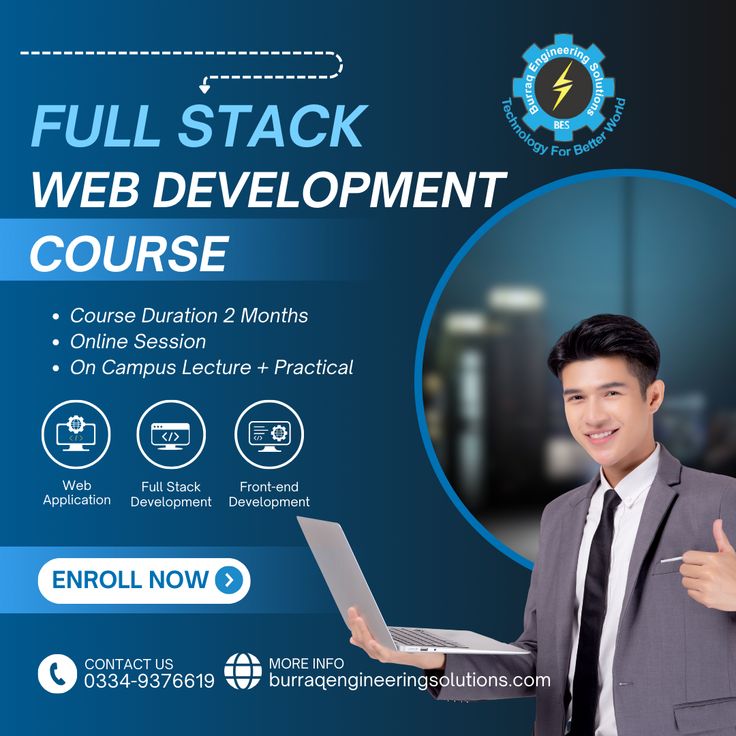 Burraq Engineering Solutions
BES
Technology For Better World
FULL STACK
WEB DEVELOPMENT
COURSE
• Course Duration 2 Months
• Online Session
• On Campus Lecture + Practical
Web
Application
Full Stack
Development
Front-end
Development
ENROLL NOW
CONTACT US
0334-9376619
MORE INFO
burraqengineeringsolutions.com